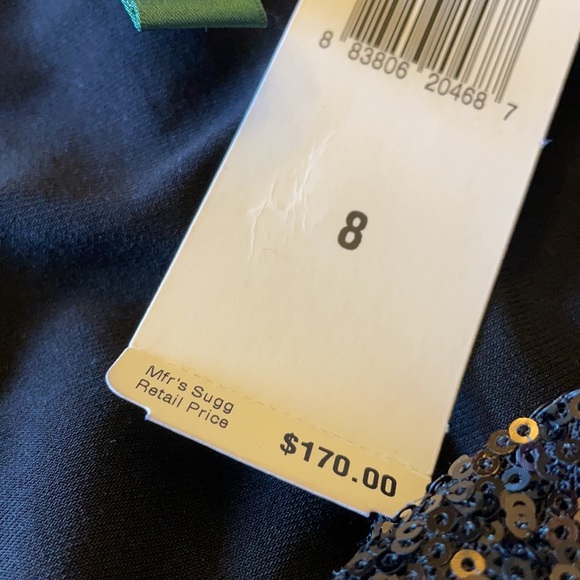 8 83806 20468 7
8
Mfr's Sugg
Retail Price
$170.00